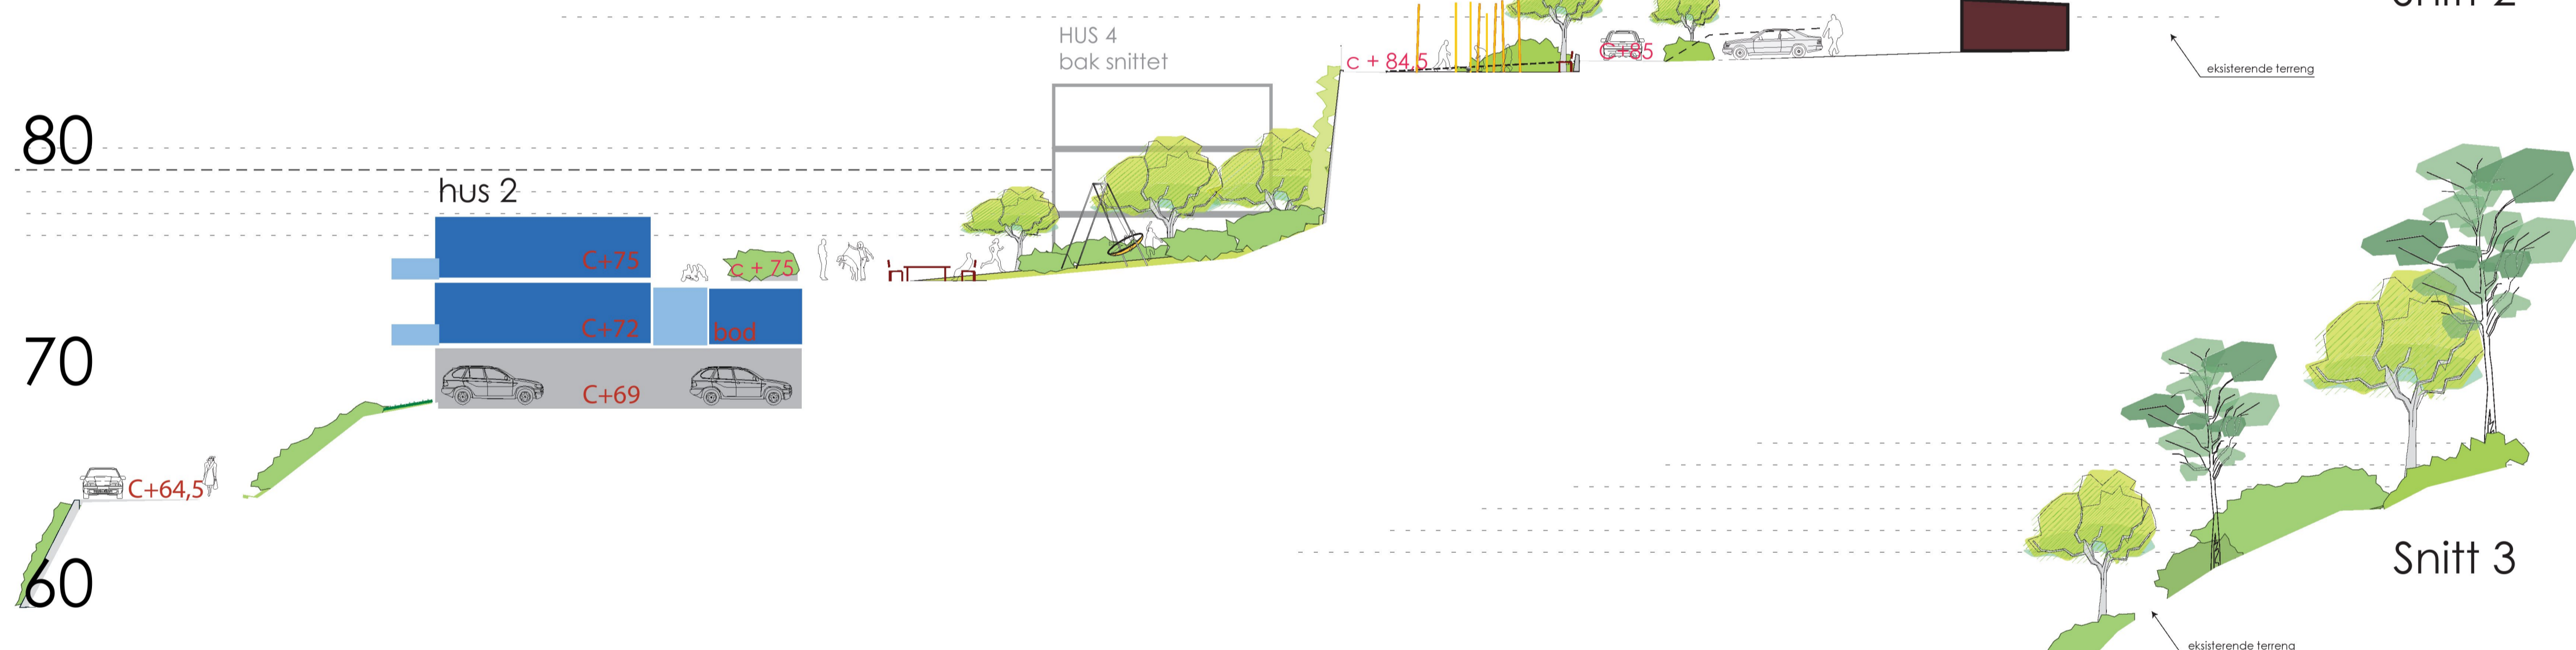 HUS 4
bak snittet
c + 84,5
C +85
eksisterende terreng
80
hus 2
C+75
c + 75
C+72
bod
70
C+69
C+64,5
60
Snitt 3
eksisterende terreng